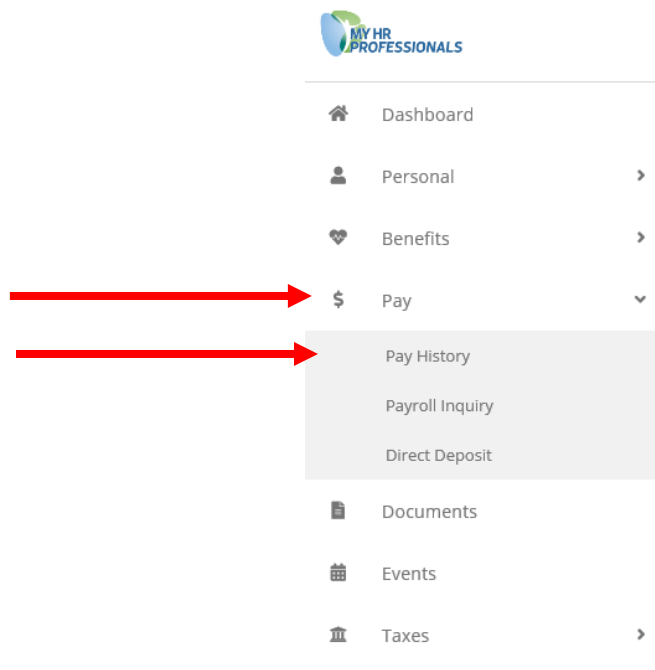 MY HR
PROFESSIONALS
Dashboard
Personal
Benefits
$ Pay
Pay History
Payroll Inquiry
Direct Deposit
Documents
Events
Taxes